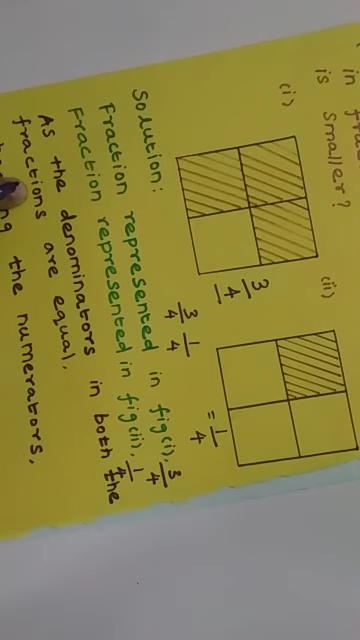 in
is smaller?
(i)
(ii)
3/4
= 1/4
Solution:
Fraction represented in fig(i), 3/4
Fraction represented in fig(ii), 1/4
3/4 1/4
As the denominators in both the
fractions are equal,
the numerators,